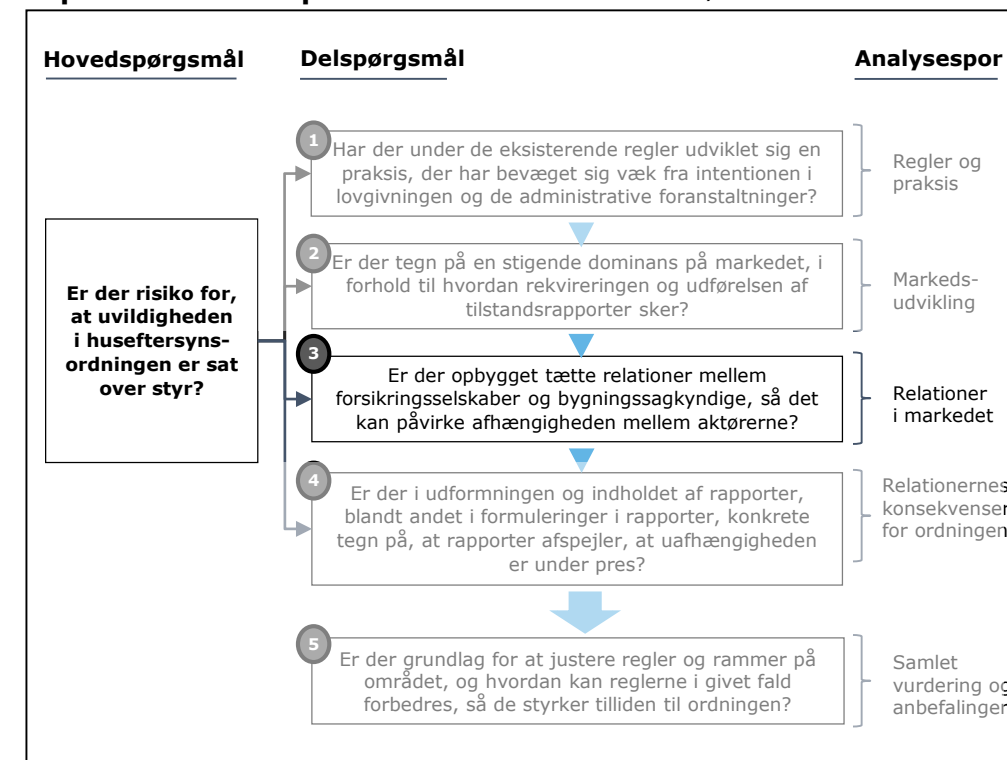 Hovedspørgsmål
Delspørgsmål
Analysespor
Er der risiko for,
at uvildigheden
i huseftersyns-
ordningen er sat
over styr?
1
Har der under de eksisterende regler udviklet sig en
praksis, der har bevæget sig væk fra intentionen i
lovgivningen og de administrative foranstaltninger?
Regler og
praksis
2
Er der tegn på en stigende dominans på markedet, i
forhold til hvordan rekvireringen og udførelsen af
tilstandsrapporter sker?
Markeds-
udvikling
3
Er der opbygget tætte relationer mellem
forsikringsselskaber og bygningssagkyndige, så det
kan påvirke afhængigheden mellem aktørerne?
Relationer
i markedet
4
Er der i udformningen og indholdet af rapporter,
blandt andet i formuleringer i rapporter, konkrete
tegn på, at rapporter afspejler, at uafhængigheden
er under pres?
Relationernes
konsekvenser
for ordningen
5
Er der grundlag for at justere regler og rammer på
området, og hvordan kan reglerne i givet fald
forbedres, så de styrker tilliden til ordningen?
Samlet
vurdering og
anbefalinger